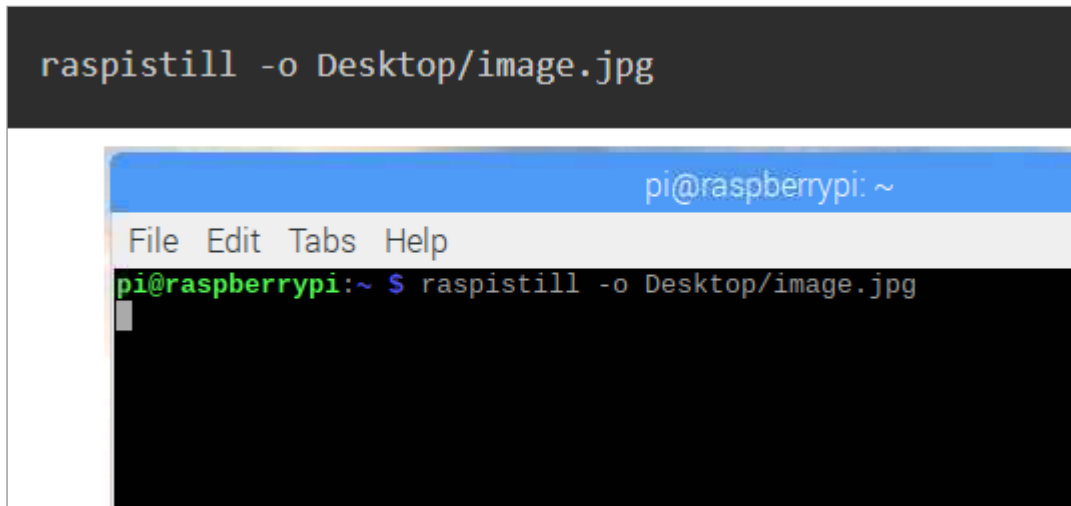 raspistill -o Desktop/image.jpg
pi@raspberrypi: ~
File Edit Tabs Help
pi@raspberrypi:~ $ raspistill -o Desktop/image.jpg